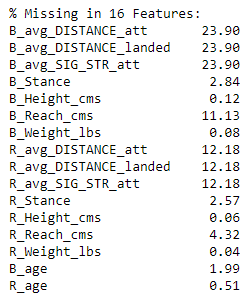 % Missing in 16 Features:
B_avg_DISTANCE_att 23.90
B_avg_DISTANCE_landed 23.90
B_avg_SIG_STR_att 23.90
B_Stance 2.84
B_Height_cms 0.12
B_Reach_cms 11.13
B_Weight_lbs 0.08
R_avg_DISTANCE_att 12.18
R_avg_DISTANCE_landed 12.18
R_avg_SIG_STR_att 12.18
R_Stance 2.57
R_Height_cms 0.06
R_Reach_cms 4.32
R_Weight_lbs 0.04
B_age 1.99
R_age 0.51